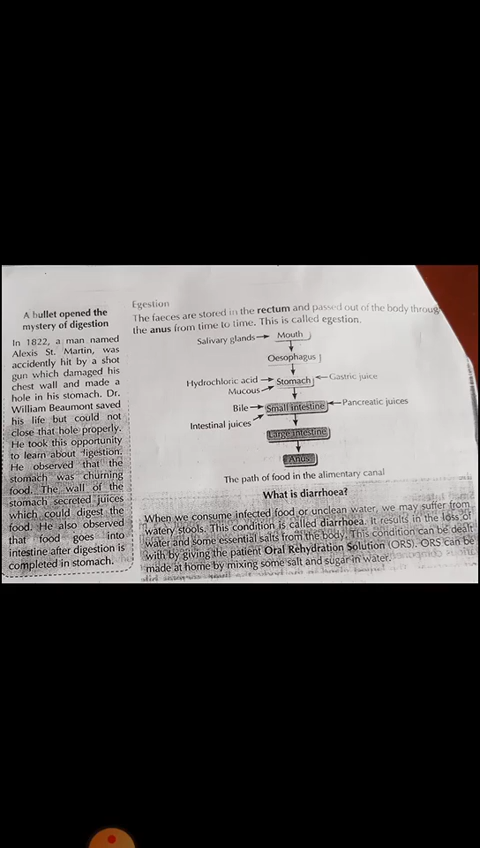 A bullet opened the
mystery of digestion
In 1822, a man named
Alexis St. Martin, was
accidently hit by a shot
gun which damaged his
chest wall and made a
hole in his stomach. Dr.
William Beaumont saved
his life but could not
close that hole properly.
He took this opportunity
to learn about digestion.
He observed that the
stomach was churning
food. The wall of the
stomach secreted juices
which could digest the
food. He also observed
that food goes into
intestine after digestion is
completed in stomach.
Egestion
The faeces are stored in the rectum and passed out of the body throug
the anus from time to time. This is called egestion.
Salivary glands → Mouth
Oesophagus
Hydrochloric acid → Stomach ← Gastric juice
Mucous
Bile → Small intestine ← Pancreatic juices
Intestinal juices
Large intestine
Anus
The path of food in the alimentary canal
What is diarrhoea?
When we consume infected food or unclean water, we may suffer from
watery stools. This condition is called diarrhoea. It results in the loss of
water and some essential salts from the body. This condition can be dealt
with by giving the patient Oral Rehydration Solution (ORS). ORS can be
made at home by mixing some salt and sugar in water.